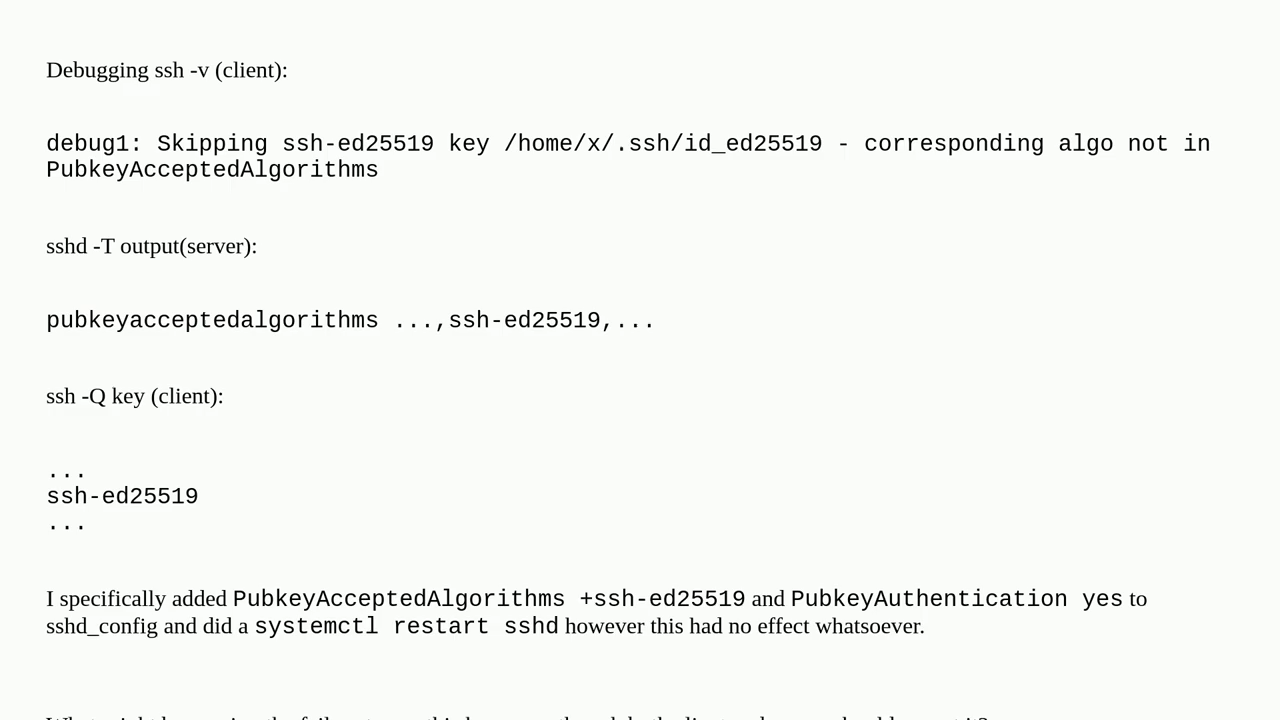 Debugging ssh -v (client):
debug1: Skipping ssh-ed25519 key /home/x/.ssh/id_ed25519 - corresponding algo not in
PubkeyAcceptedAlgorithms
sshd -T output(server):
pubkeyacceptedalgorithms ...,ssh-ed25519,...
ssh -Q key (client):
...
ssh-ed25519
...
I specifically added PubkeyAcceptedAlgorithms +ssh-ed25519 and PubkeyAuthentication yes to
sshd_config and did a systemctl restart sshd however this had no effect whatsoever.